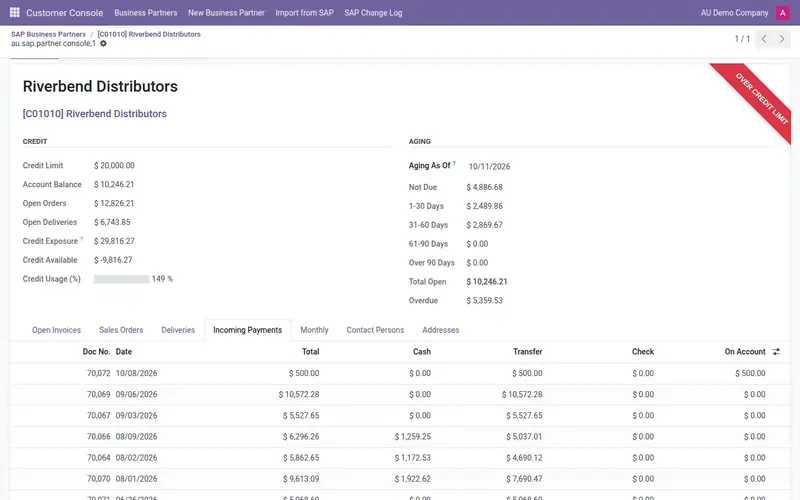 Customer Console Business Partners New Business Partner Import from SAP SAP Change Log AU Demo Company A
SAP Business Partners / [C01010] Riverbend Distributors
au.sap.partner.console,1
1 / 1
OVER CREDIT LIMIT
Riverbend Distributors
[C01010] Riverbend Distributors
CREDIT
Credit Limit $ 20,000.00
Account Balance $ 10,246.21
Open Orders $ 12,826.21
Open Deliveries $ 6,743.85
Credit Exposure ? $ 29,816.27
Credit Available $ -9,816.27
Credit Usage (%) 149 %
AGING
Aging As Of ? 10/11/2026
Not Due $ 4,886.68
1-30 Days $ 2,489.86
31-60 Days $ 2,869.67
61-90 Days $ 0.00
Over 90 Days $ 0.00
Total Open $ 10,246.21
Overdue $ 5,359.53
Open Invoices Sales Orders Deliveries Incoming Payments Monthly Contact Persons Addresses
Doc No. Date Total Cash Transfer Check On Account
70,072 10/08/2026 $ 500.00 $ 0.00 $ 500.00 $ 0.00 $ 500.00
70,069 09/06/2026 $ 10,572.28 $ 0.00 $ 10,572.28 $ 0.00 $ 0.00
70,067 09/03/2026 $ 5,527.65 $ 0.00 $ 5,527.65 $ 0.00 $ 0.00
70,066 08/09/2026 $ 6,296.26 $ 1,259.25 $ 5,037.01 $ 0.00 $ 0.00
70,064 08/02/2026 $ 5,862.65 $ 1,172.53 $ 4,690.12 $ 0.00 $ 0.00
70,070 08/01/2026 $ 9,613.09 $ 1,922.62 $ 7,690.47 $ 0.00 $ 0.00